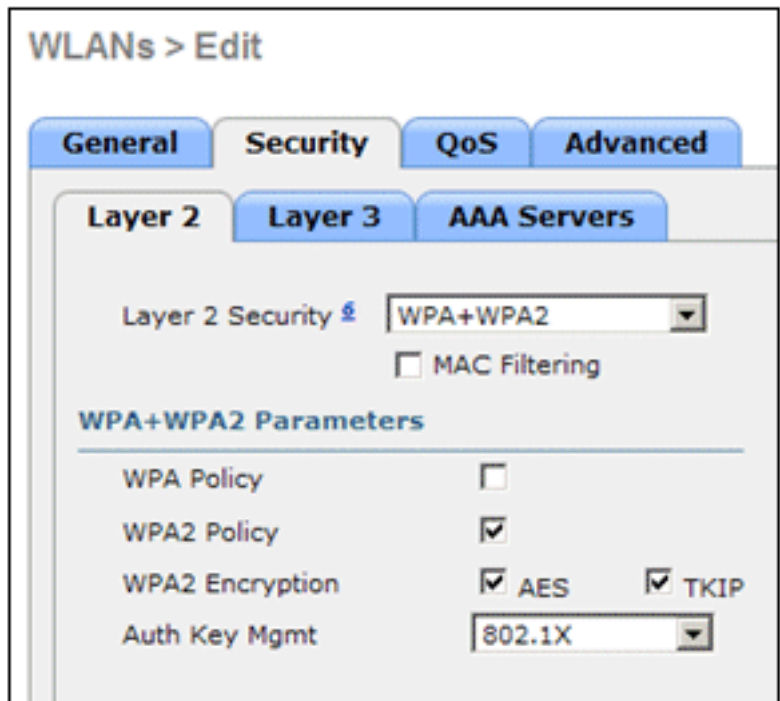 WLANs > Edit
General Security QoS Advanced
Layer 2 Layer 3 AAA Servers
Layer 2 Security 6 WPA+WPA2
MAC Filtering
WPA+WPA2 Parameters
WPA Policy
WPA2 Policy
WPA2 Encryption AES TKIP
Auth Key Mgmt 802.1X